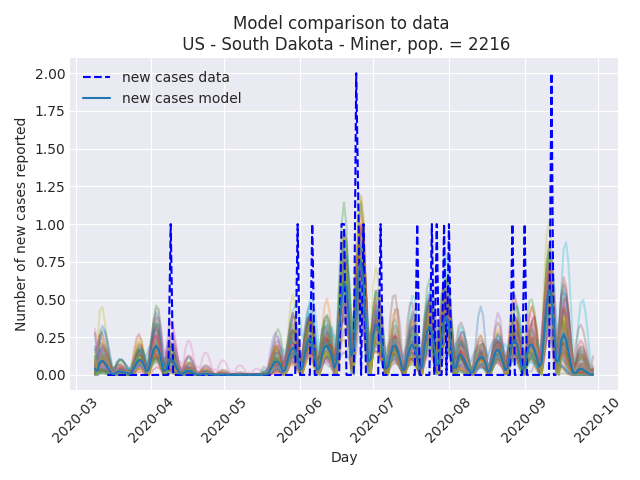 Model comparison to data
US - South Dakota - Miner, pop. = 2216
new cases data
new cases model
Number of new cases reported
2.00
1.75
1.50
1.25
1.00
0.75
0.50
0.25
0.00
2020-03
2020-04
2020-05
2020-06
2020-07
2020-08
2020-09
2020-10
Day